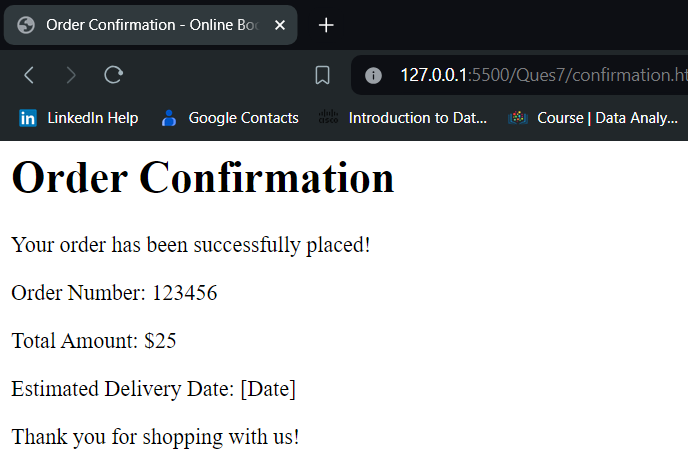 Order Confirmation - Online Boo
127.0.0.1:5500/Ques7/confirmation.ht
in LinkedIn Help Google Contacts CISCO Introduction to Dat... Course | Data Analy...
Order Confirmation
Your order has been successfully placed!
Order Number: 123456
Total Amount: $25
Estimated Delivery Date: [Date]
Thank you for shopping with us!